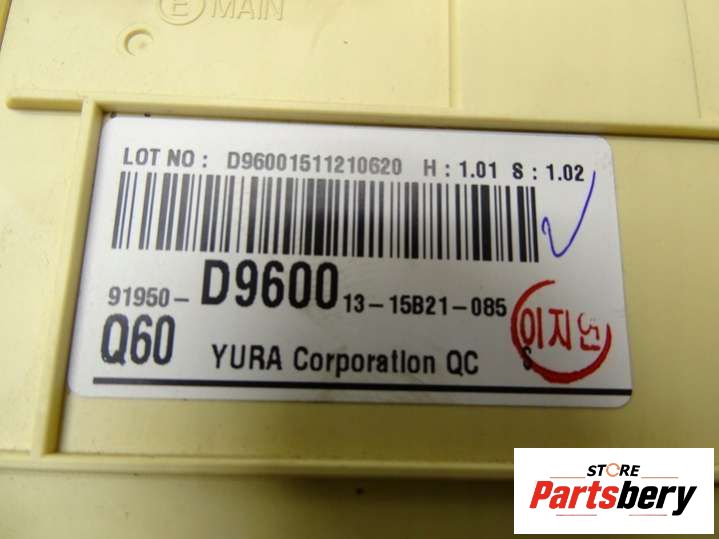 E MAIN
LOT NO : D96001511210620 H : 1.01 S : 1.02
91950- D9600 13-15B21-085
Q60 YURA Corporation QC S
이지연
STORE
Partsbery